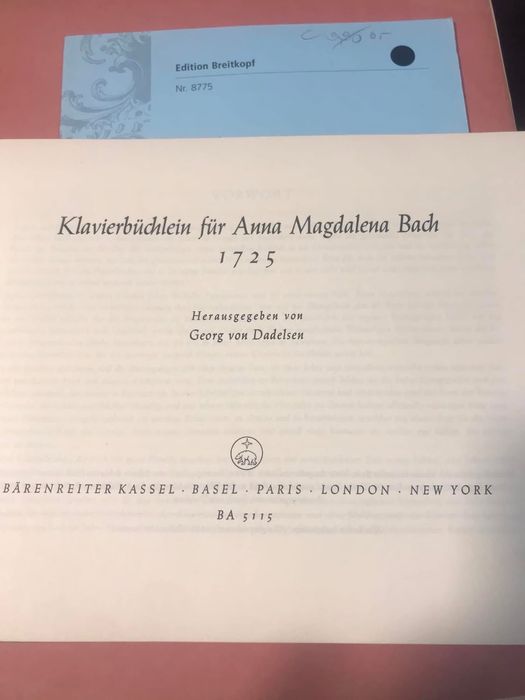 Edition Breitkopf
Nr. 8775
Klavierbüchlein für Anna Magdalena Bach
1725
Herausgegeben von
Georg von Dadelsen
BÄRENREITER KASSEL · BASEL · PARIS · LONDON · NEW YORK
BA 5115